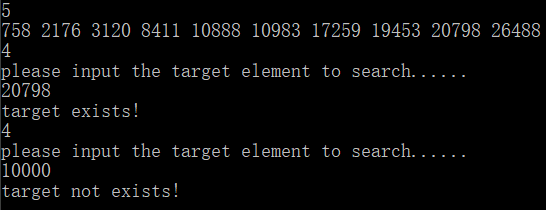 5
758 2176 3120 8411 10888 10983 17259 19453 20798 26488
4
please input the target element to search......
20798
target exists!
4
please input the target element to search......
10000
target not exists!